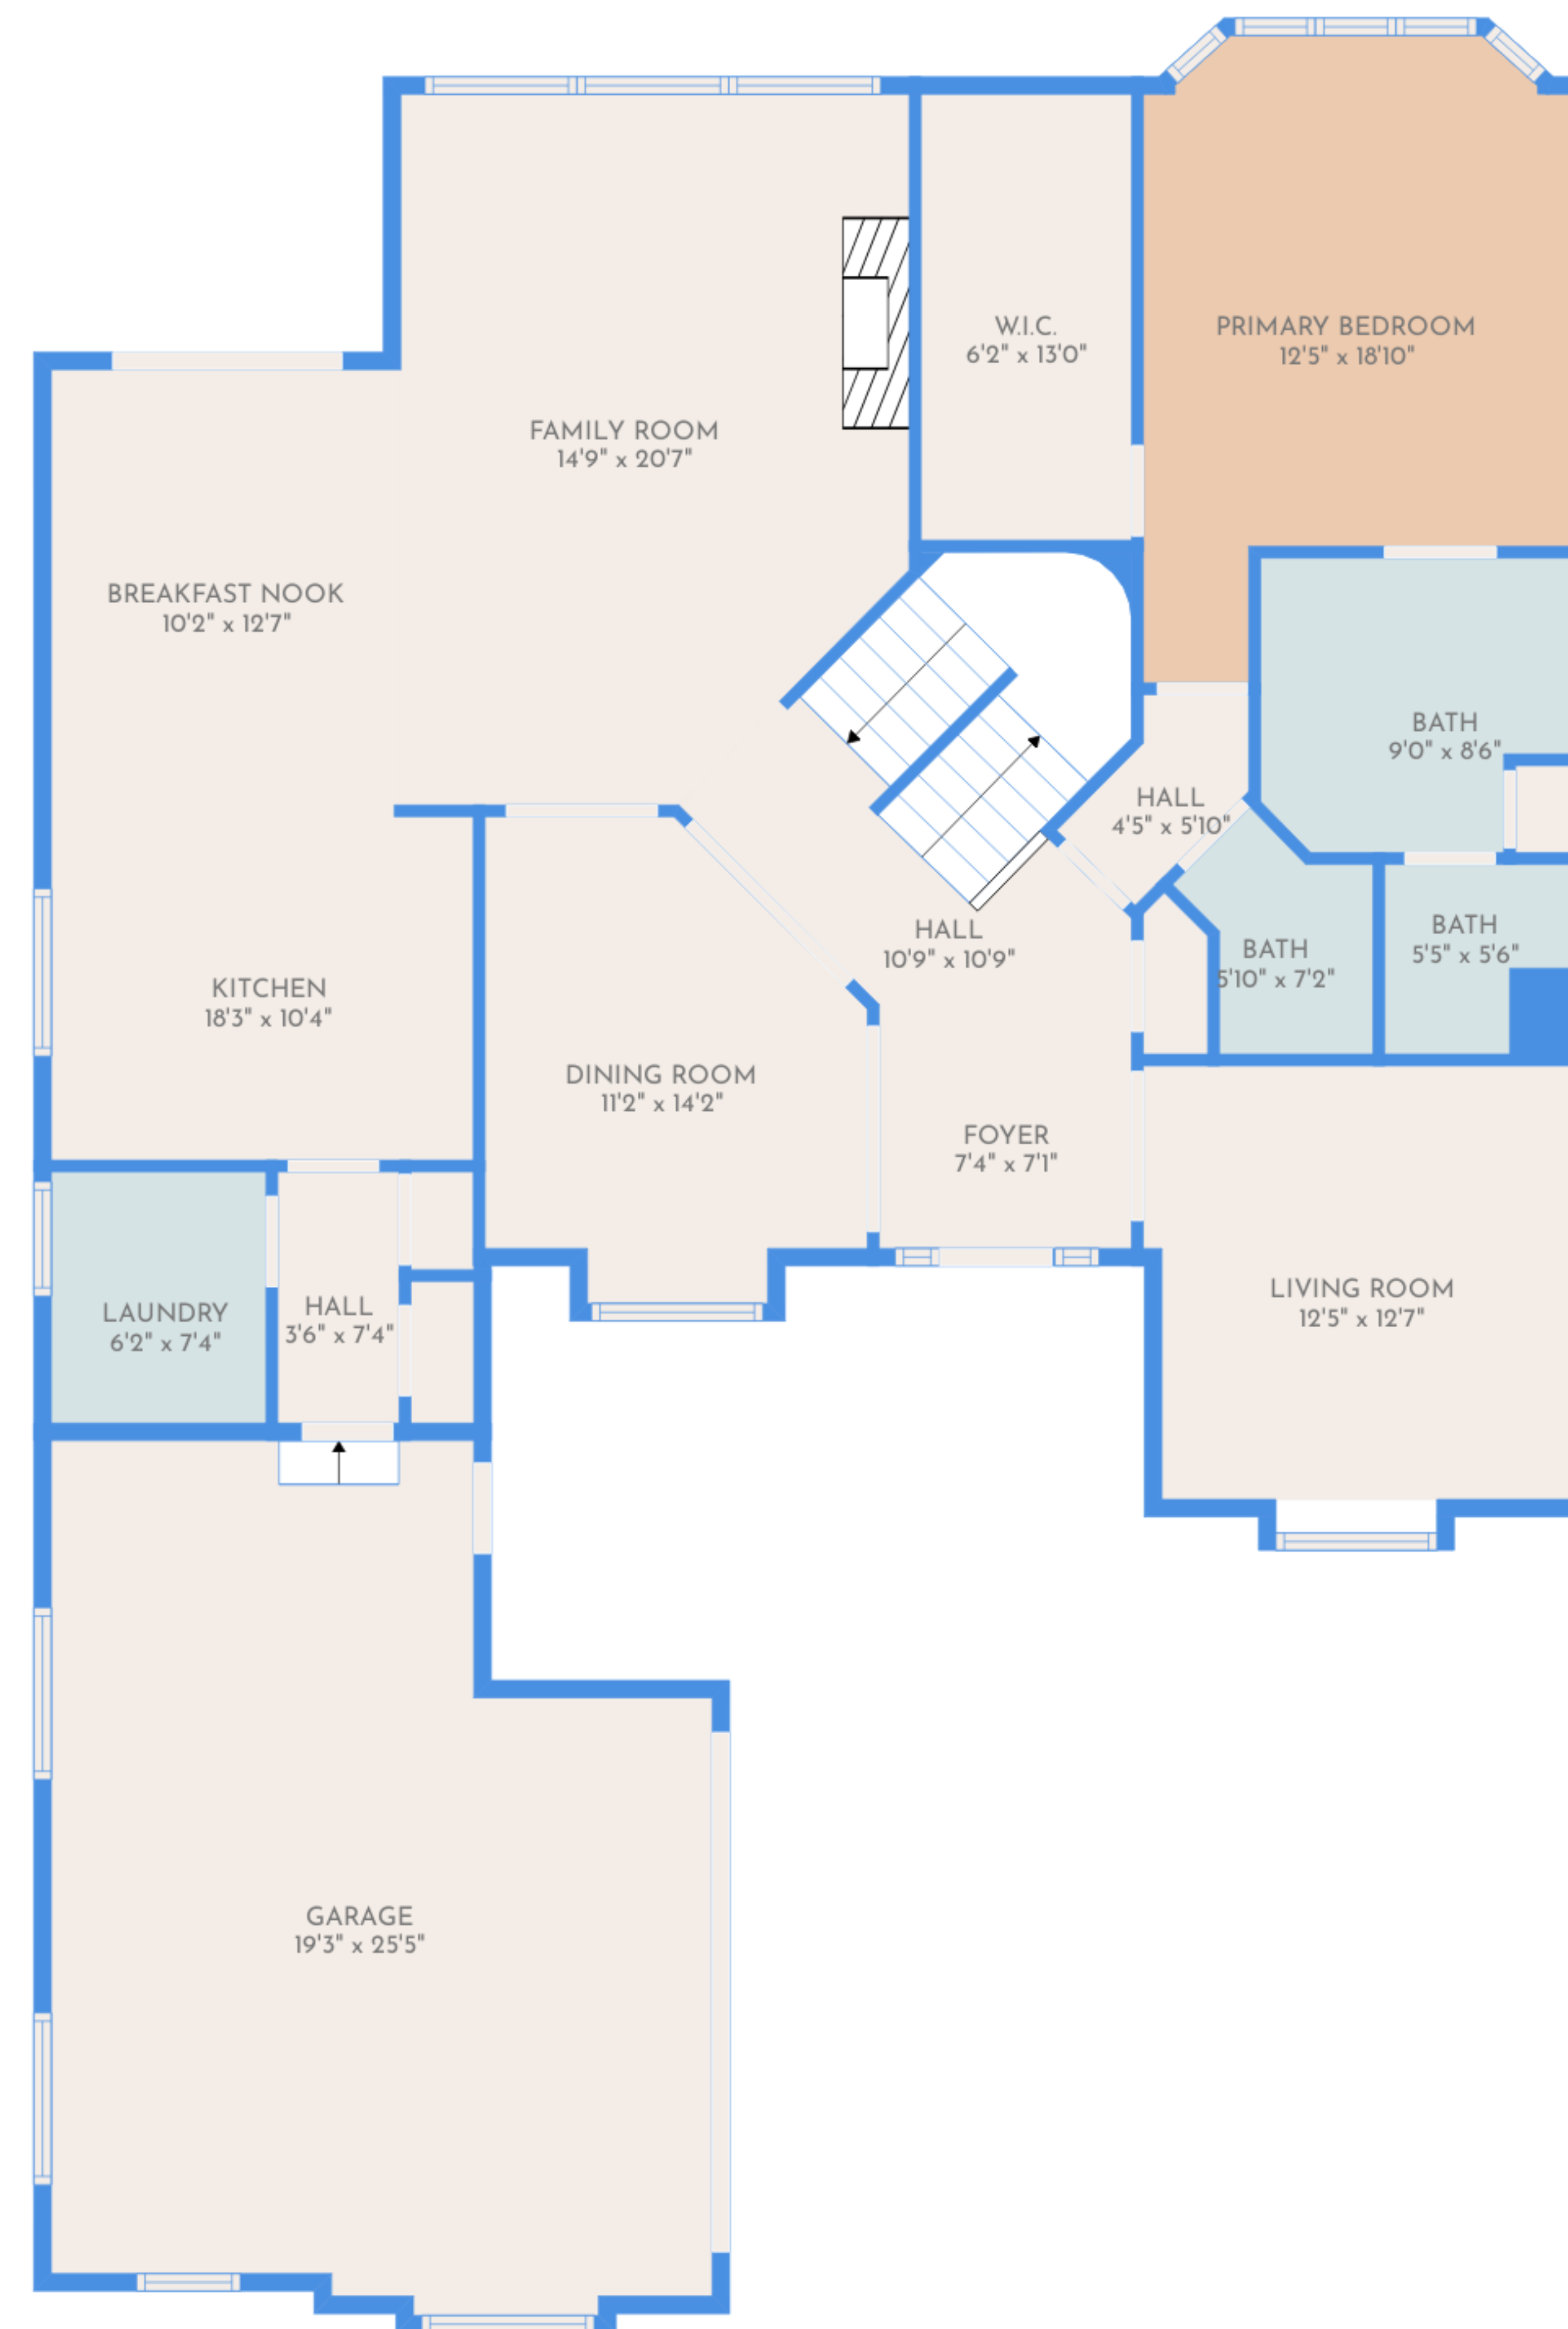 W.I.C.
6'2" x 13'0"
PRIMARY BEDROOM
12'5" x 18'10"
FAMILY ROOM
14'9" x 20'7"
BREAKFAST NOOK
10'2" x 12'7"
BATH
9'0" x 8'6"
HALL
4'5" x 5'10"
HALL
10'9" x 10'9"
BATH
5'10" x 7'2"
BATH
5'5" x 5'6"
KITCHEN
18'3" x 10'4"
DINING ROOM
11'2" x 14'2"
FOYER
7'4" x 7'1"
LAUNDRY
6'2" x 7'4"
HALL
3'6" x 7'4"
LIVING ROOM
12'5" x 12'7"
GARAGE
19'3" x 25'5"